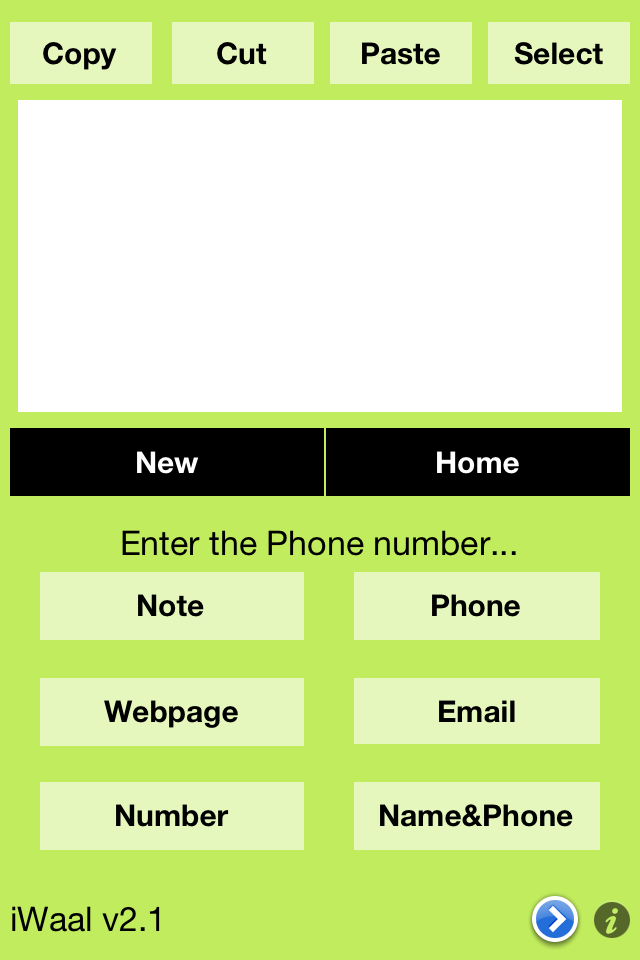 Copy Cut Paste Select
New Home
Enter the Phone number...
Note Phone
Webpage Email
Number Name&Phone
iWaal v2.1 i